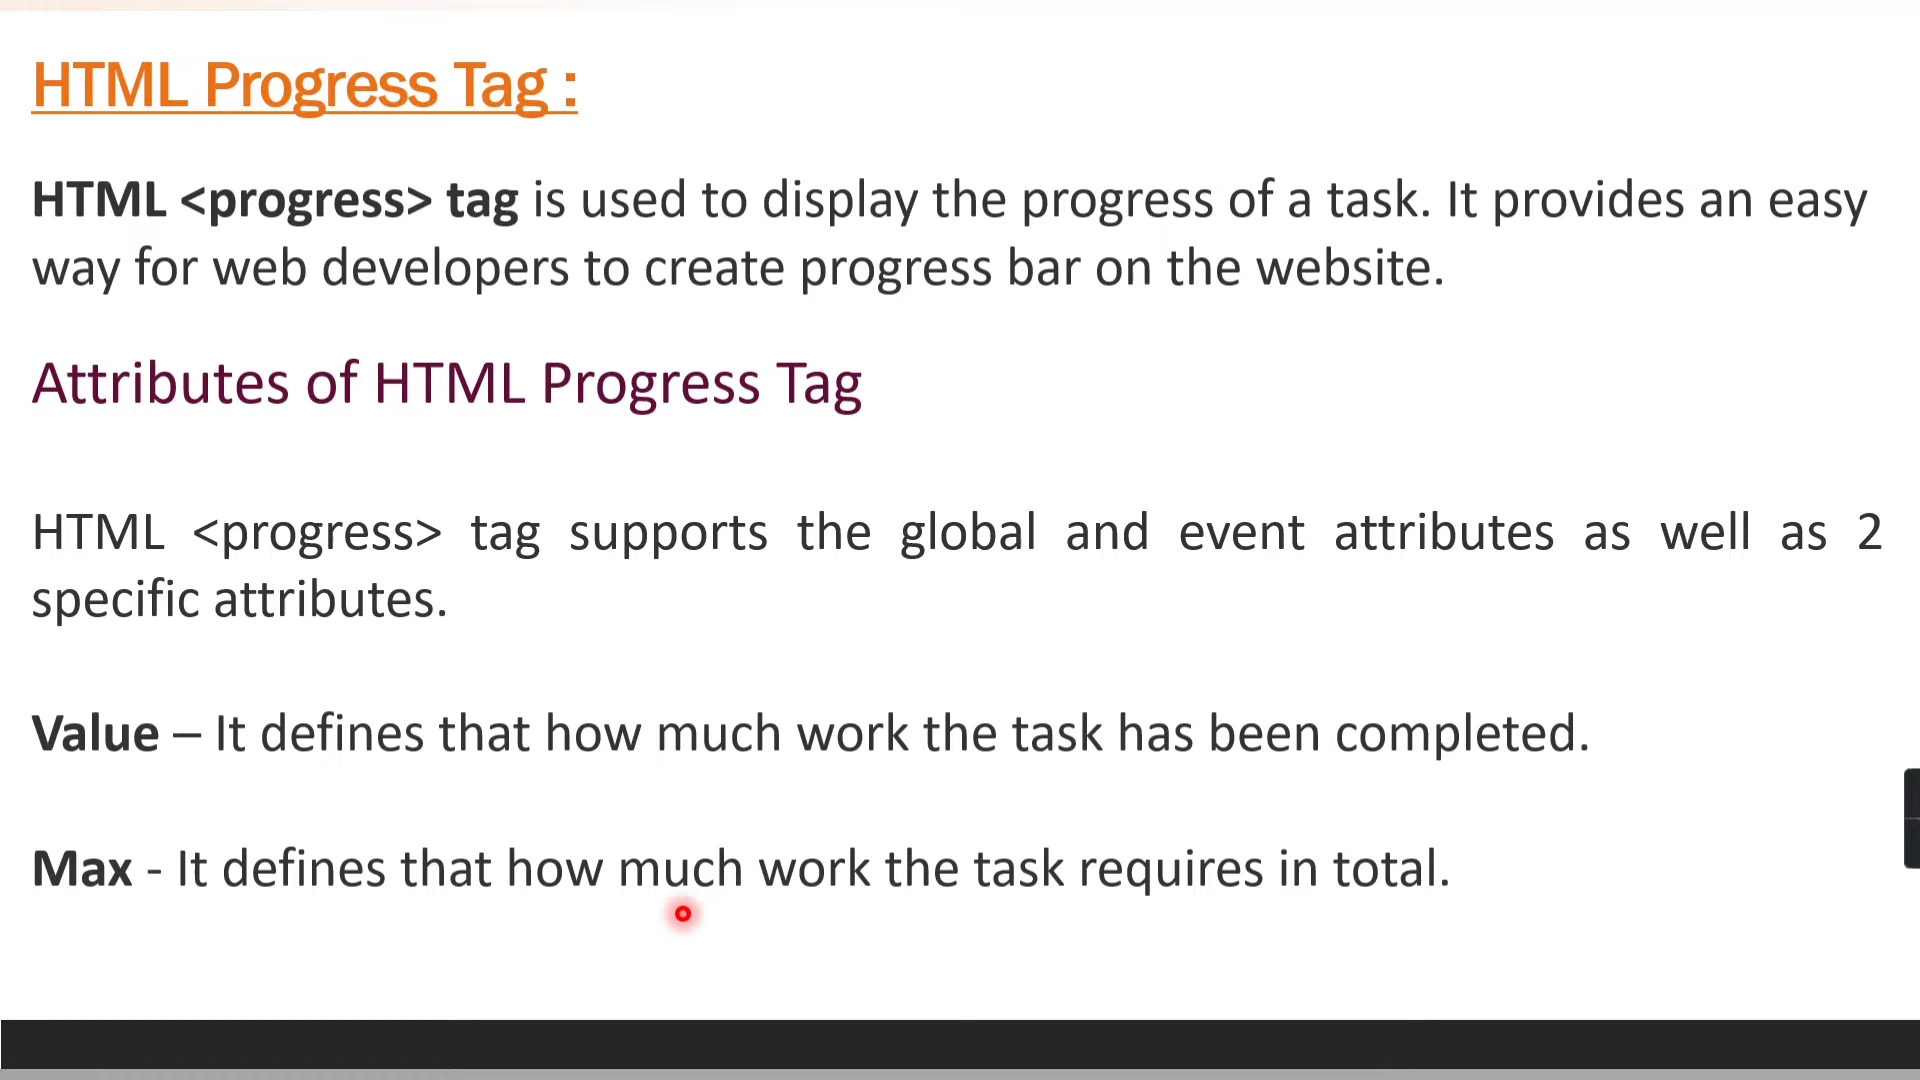 HTML Progress Tag :
HTML <progress> tag is used to display the progress of a task. It provides an easy
way for web developers to create progress bar on the website.
Attributes of HTML Progress Tag
HTML <progress> tag supports the global and event attributes as well as 2
specific attributes.
Value – It defines that how much work the task has been completed.
Max - It defines that how much work the task requires in total.